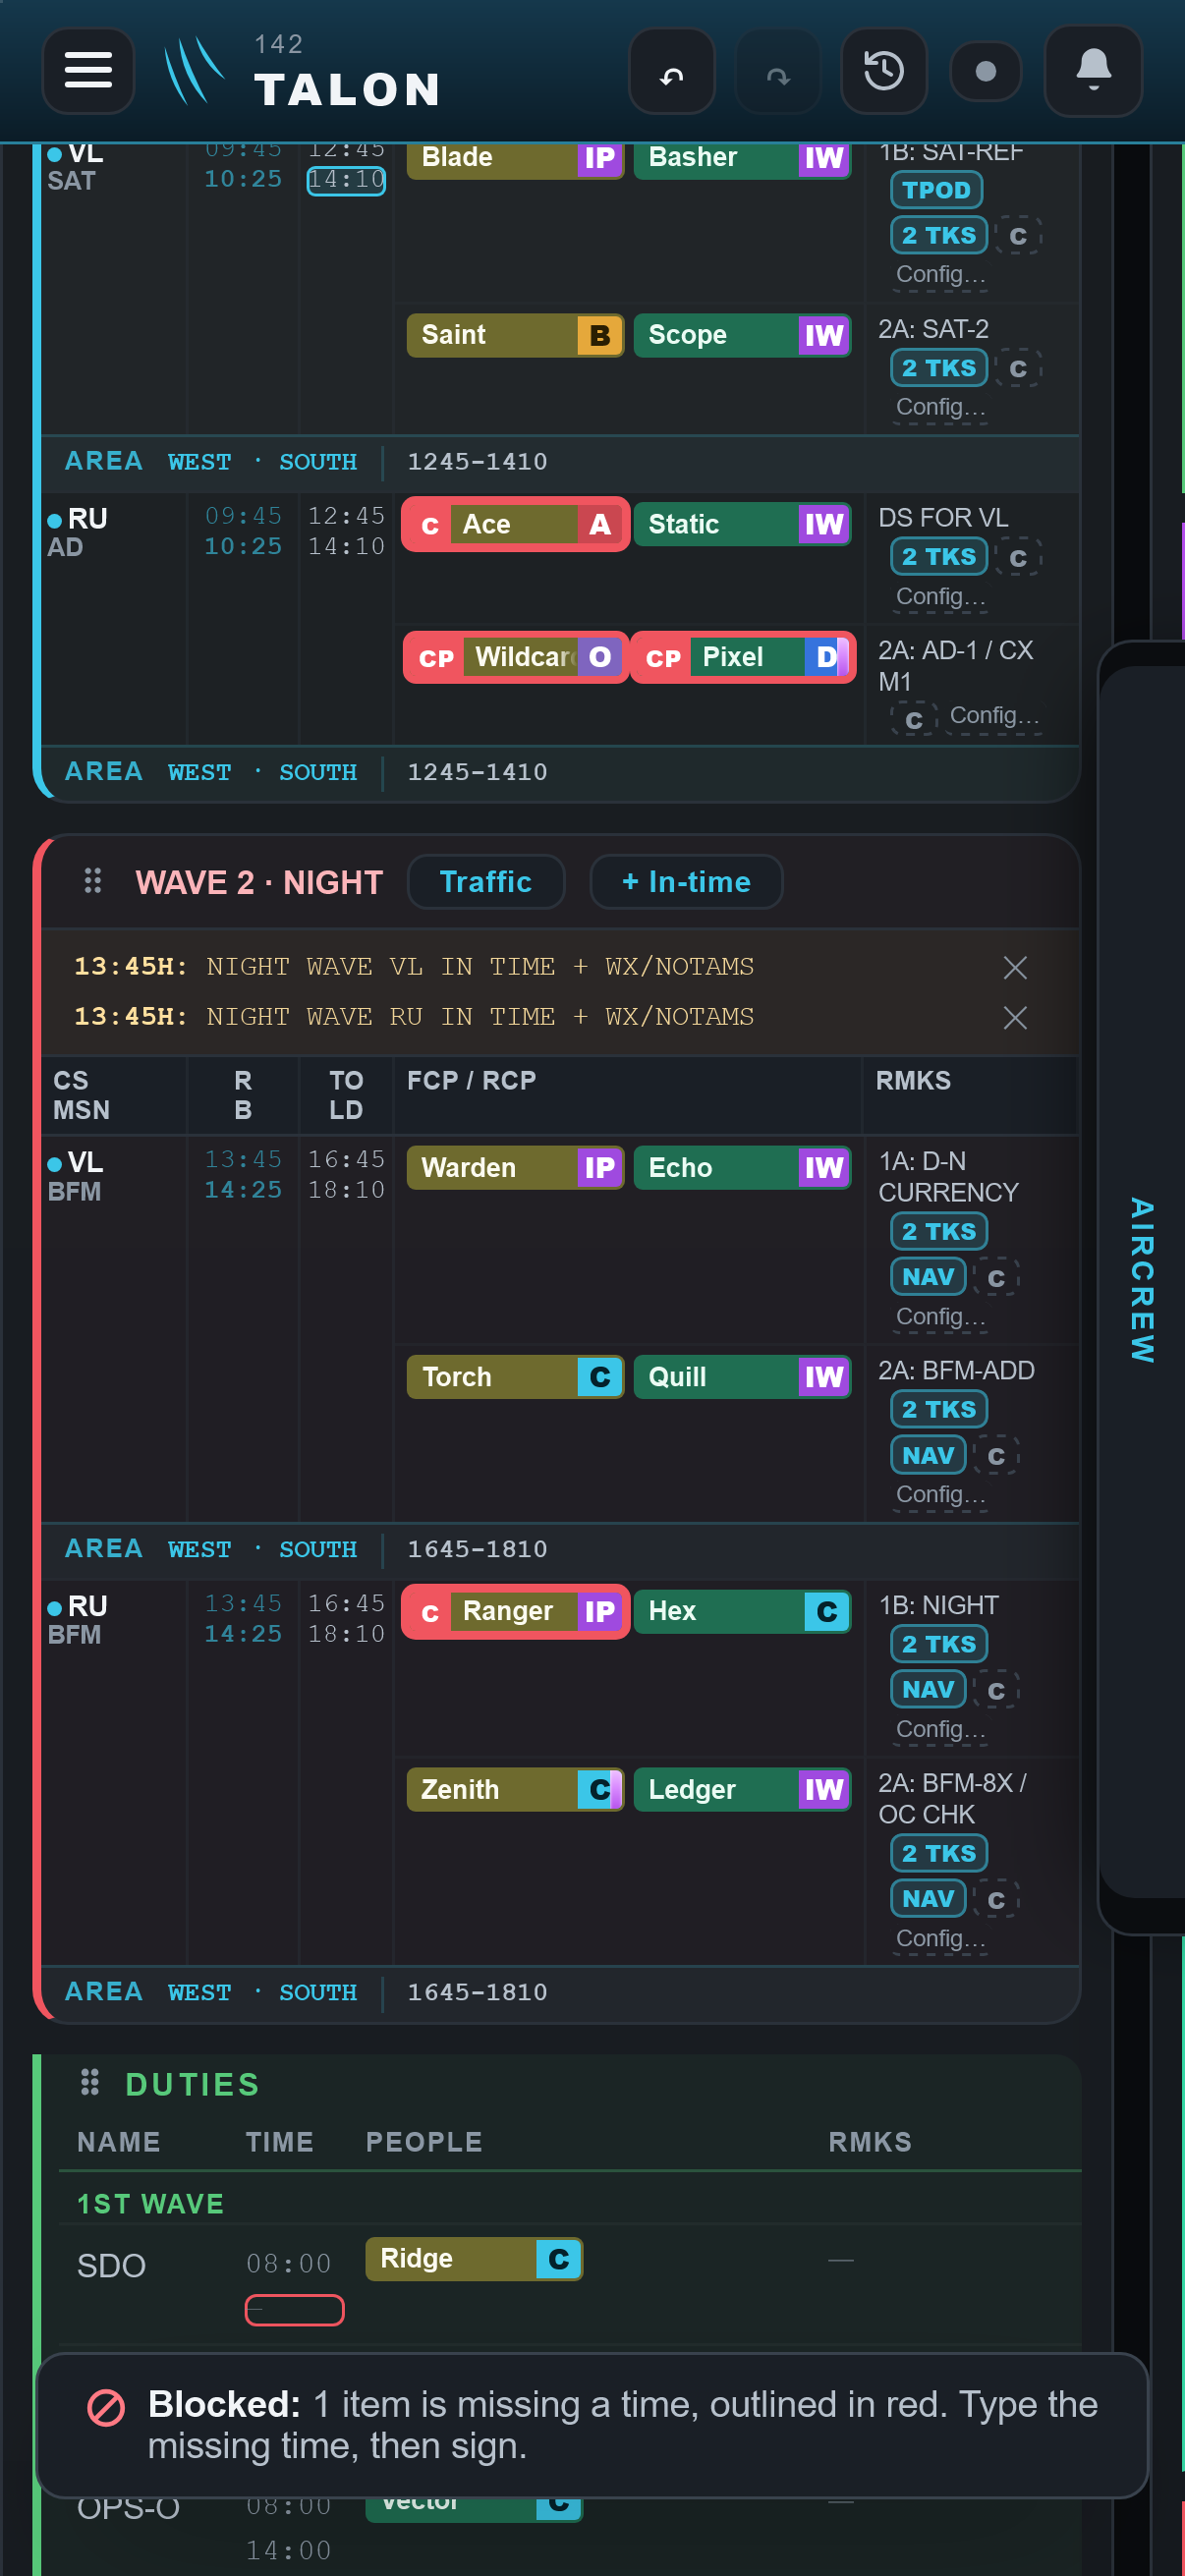 142
TALON
VL
SAT
09:45
10:25
12:45
14:10
Blade IP Basher IW
1B: SAT-REF
TPOD
2 TKS C
Config...
Saint B Scope IW
2A: SAT-2
2 TKS C
Config...
AREA WEST · SOUTH 1245-1410
RU
AD
09:45
10:25
12:45
14:10
C Ace A Static IW
DS FOR VL
2 TKS C
Config...
CP Wildcar O CP Pixel D
2A: AD-1 / CX
M1
C Config...
AREA WEST · SOUTH 1245-1410
WAVE 2 · NIGHT Traffic + In-time
13:45H: NIGHT WAVE VL IN TIME + WX/NOTAMS
13:45H: NIGHT WAVE RU IN TIME + WX/NOTAMS
CS
MSN
R
B
TO
LD
FCP / RCP
RMKS
VL
BFM
13:45
14:25
16:45
18:10
Warden IP Echo IW
1A: D-N
CURRENCY
2 TKS
NAV C
Config...
Torch C Quill IW
2A: BFM-ADD
2 TKS
NAV C
Config...
AREA WEST · SOUTH 1645-1810
RU
BFM
13:45
14:25
16:45
18:10
C Ranger IP Hex C
1B: NIGHT
2 TKS
NAV C
Config...
Zenith C Ledger IW
2A: BFM-8X /
OC CHK
2 TKS
NAV C
Config...
AREA WEST · SOUTH 1645-1810
AIRCREW
DUTIES
NAME TIME PEOPLE RMKS
1ST WAVE
SDO 08:00 Ridge C —
—
Blocked: 1 item is missing a time, outlined in red. Type the
missing time, then sign.
OPS-O 08:00 Vector C —
14:00